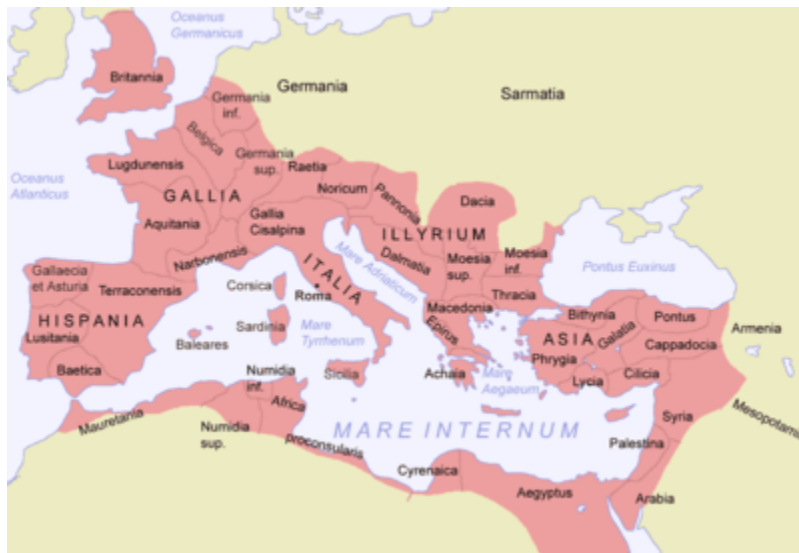 Oceanus
Germanicus
Britannia
Germania
Sarmatia
Germania
inf.
Belgica
Oceanus
Atlanticus
Lugdunensis
Germania
sup.
Raetia
Noricum
Pannonia
Dacia
GALLIA
Aquitania
Gallia
Cisalpina
ILLYRIUM
Dalmatia
Moesia
sup.
Moesia
inf.
Pontus Euxinus
Narbonensis
ITALIA
Mare Adriaticum
Gallaecia
et Asturia
Terraconensis
Corsica
Roma
Thracia
Macedonia
Epirus
Bithynia
Pontus
Galatia
Armenia
HISPANIA
Lusitania
Baetica
Baleares
Sardinia
Mare
Tyrrhenum
ASIA
Phrygia
Cappadocia
Numidia
inf.
Sicilia
Achaia
Mare
Aegaeum
Lycia
Cilicia
Mauretania
Numidia
sup.
Africa
proconsularis
MARE INTERNUM
Syria
Mesopotami
Palestina
Cyrenaica
Aegyptus
Arabia